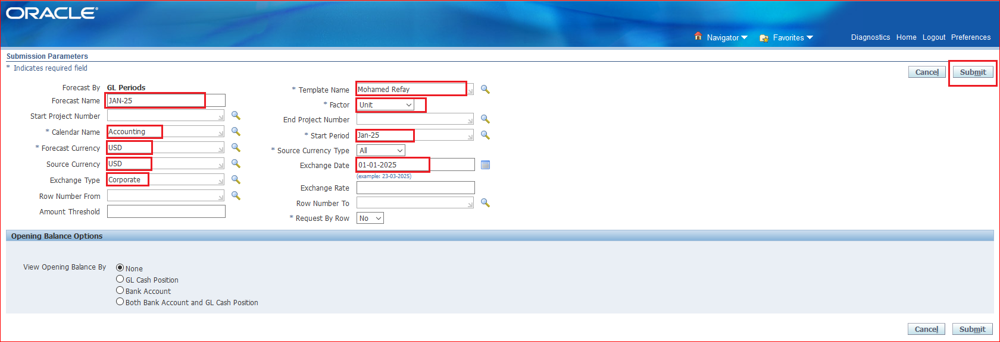 ORACLE®
Navigator Favorites Diagnostics Home Logout Preferences
Submission Parameters
* Indicates required field
Cancel Submit
Forecast By GL Periods
* Template Name Mohamed Refay
Forecast Name JAN-25
* Factor Unit
Start Project Number
End Project Number
* Calendar Name Accounting
* Start Period Jan-25
* Forecast Currency USD
* Source Currency Type All
Source Currency USD
Exchange Date 01-01-2025
(example: 23-03-2025)
Exchange Type Corporate
Exchange Rate
Row Number From
Row Number To
Amount Threshold
* Request By Row No
Opening Balance Options
View Opening Balance By
None
GL Cash Position
Bank Account
Both Bank Account and GL Cash Position
Cancel Submit